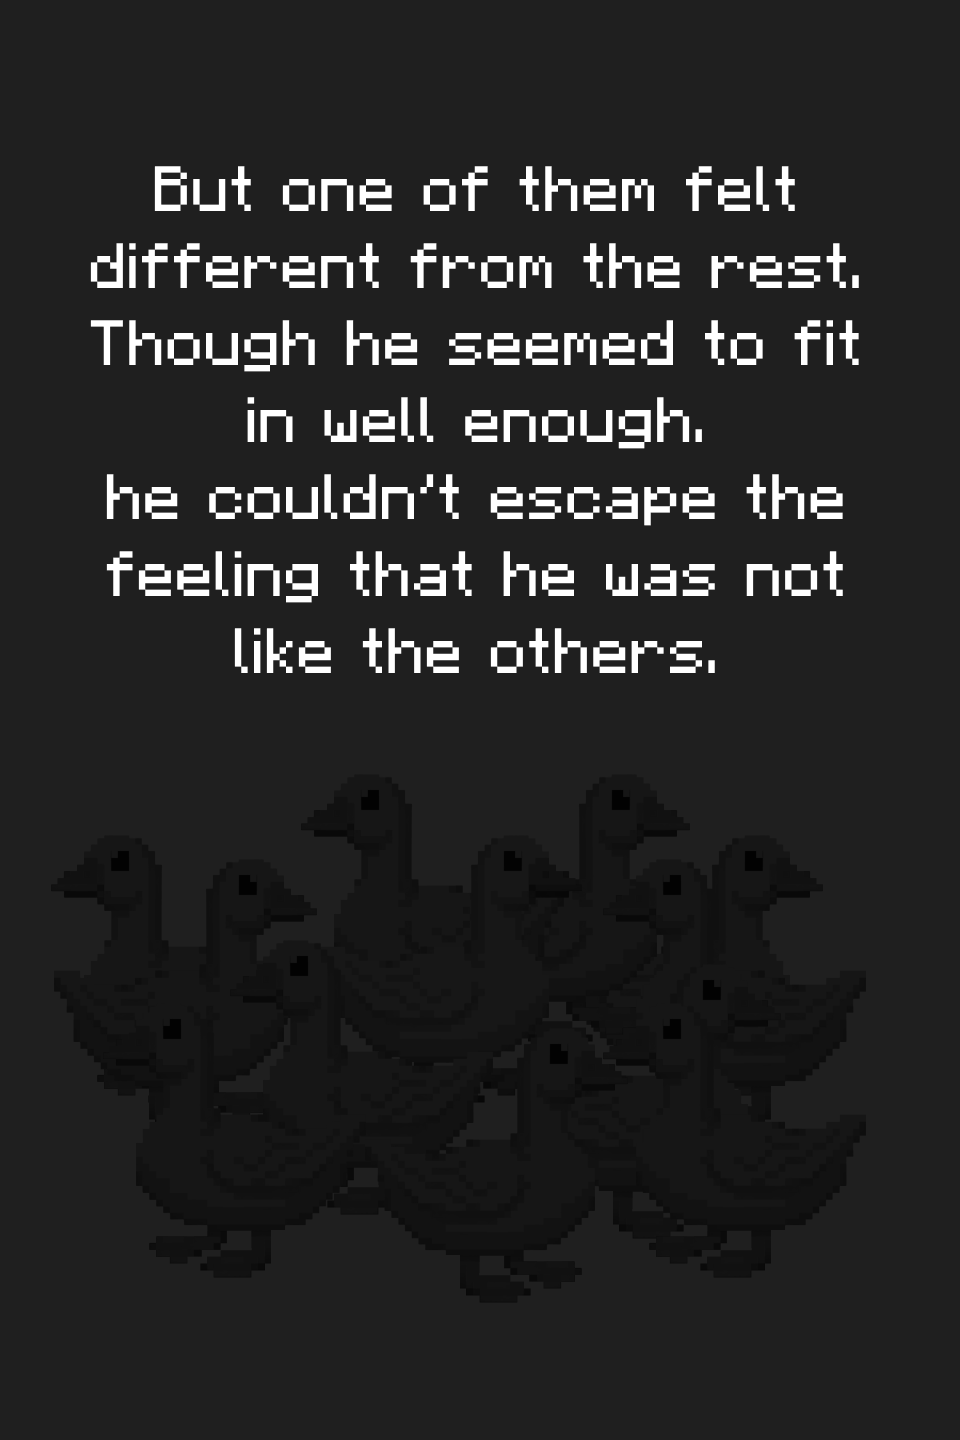 But one of them felt
different from the rest.
Though he seemed to fit
in well enough.
he couldn't escape the
feeling that he was not
like the others.